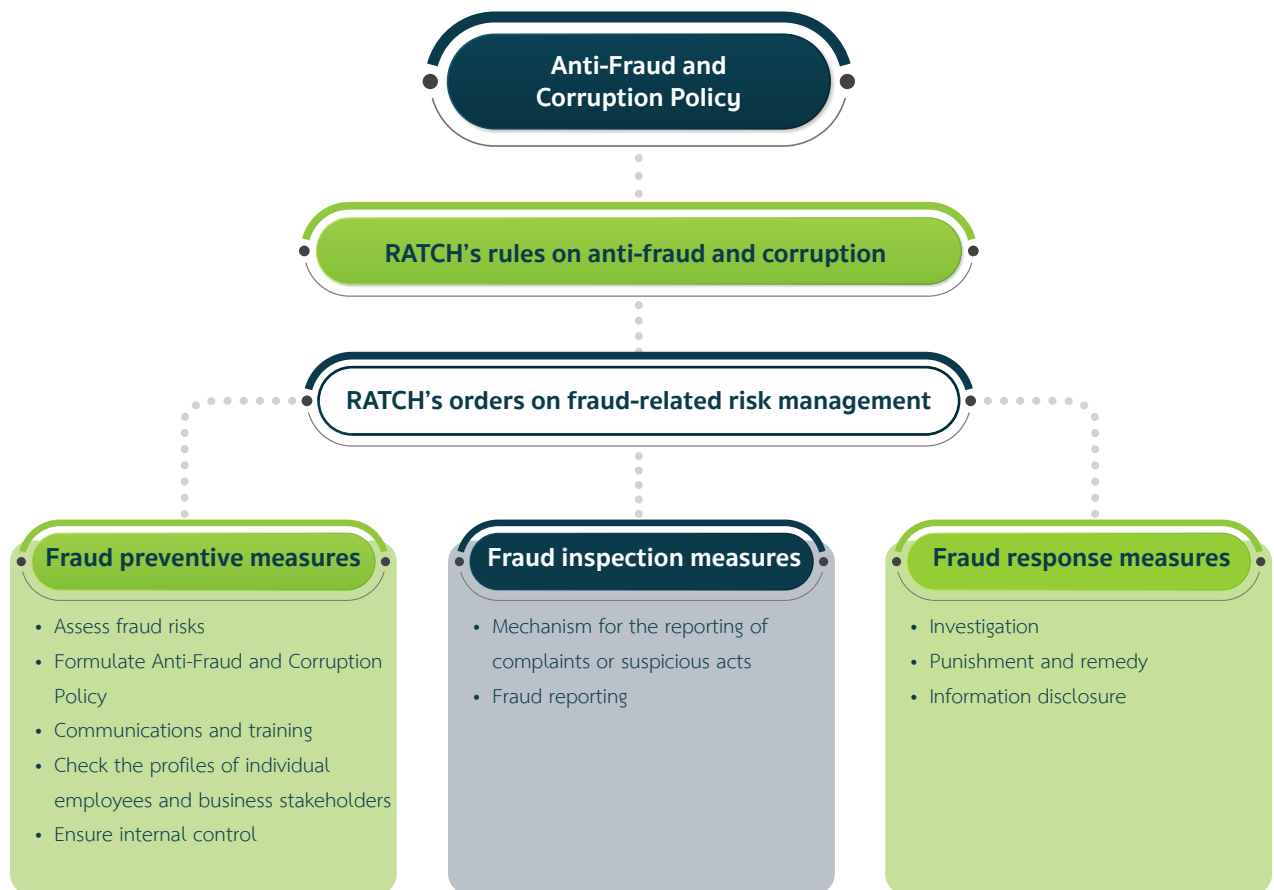 Anti-Fraud and
Corruption Policy
RATCH's rules on anti-fraud and corruption
RATCH's orders on fraud-related risk management
Fraud preventive measures
• Assess fraud risks
• Formulate Anti-Fraud and Corruption
Policy
• Communications and training
• Check the profiles of individual
employees and business stakeholders
• Ensure internal control
Fraud inspection measures
• Mechanism for the reporting of
complaints or suspicious acts
• Fraud reporting
Fraud response measures
• Investigation
• Punishment and remedy
• Information disclosure